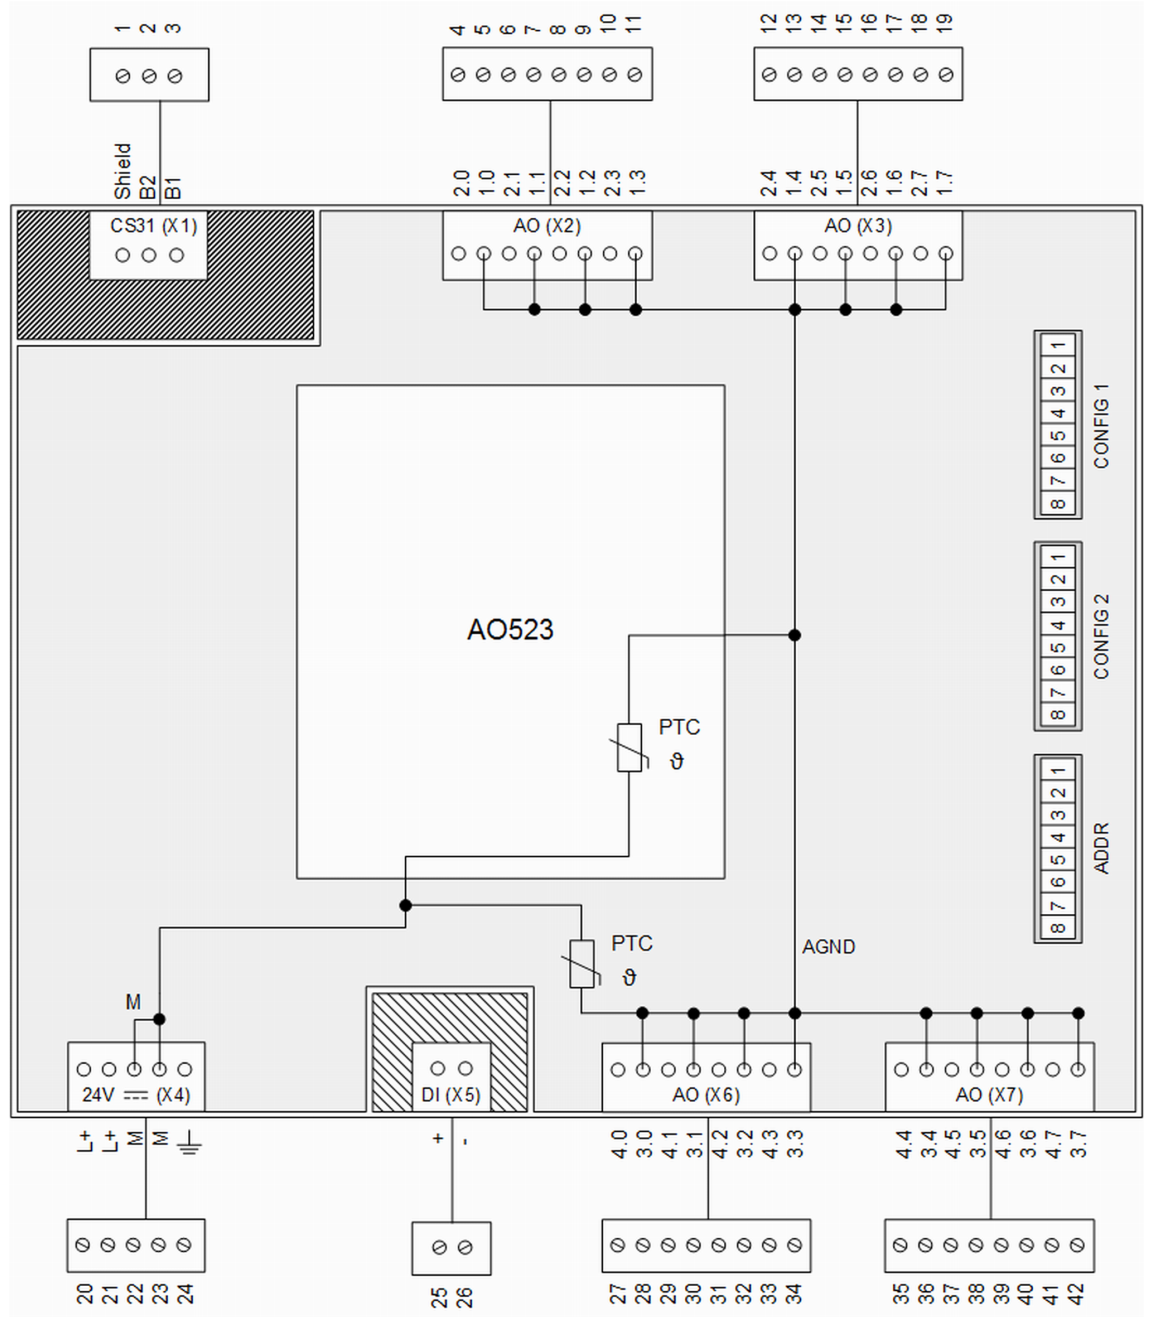 1 2 3
4 5 6 7 8 9 10 11
12 13 14 15 16 17 18 19
Shield
B2
B1
2.0 1.0 2.1 1.1 2.2 1.2 2.3 1.3
2.4 1.4 2.5 1.5 2.6 1.6 2.7 1.7
CS31 (X1)
AO (X2)
AO (X3)
1 2 3 4 5 6 7 8
CONFIG 1
1 2 3 4 5 6 7 8
CONFIG 2
AO523
PTC
ϑ
1 2 3 4 5 6 7 8
ADDR
PTC
ϑ
AGND
M
24V (X4)
DI (X5)
AO (X6)
AO (X7)
L+ L+ M M
+ -
4.0 3.0 4.1 3.1 4.2 3.2 4.3 3.3
4.4 3.4 4.5 3.5 4.6 3.6 4.7 3.7
20 21 22 23 24
25 26
27 28 29 30 31 32 33 34
35 36 37 38 39 40 41 42